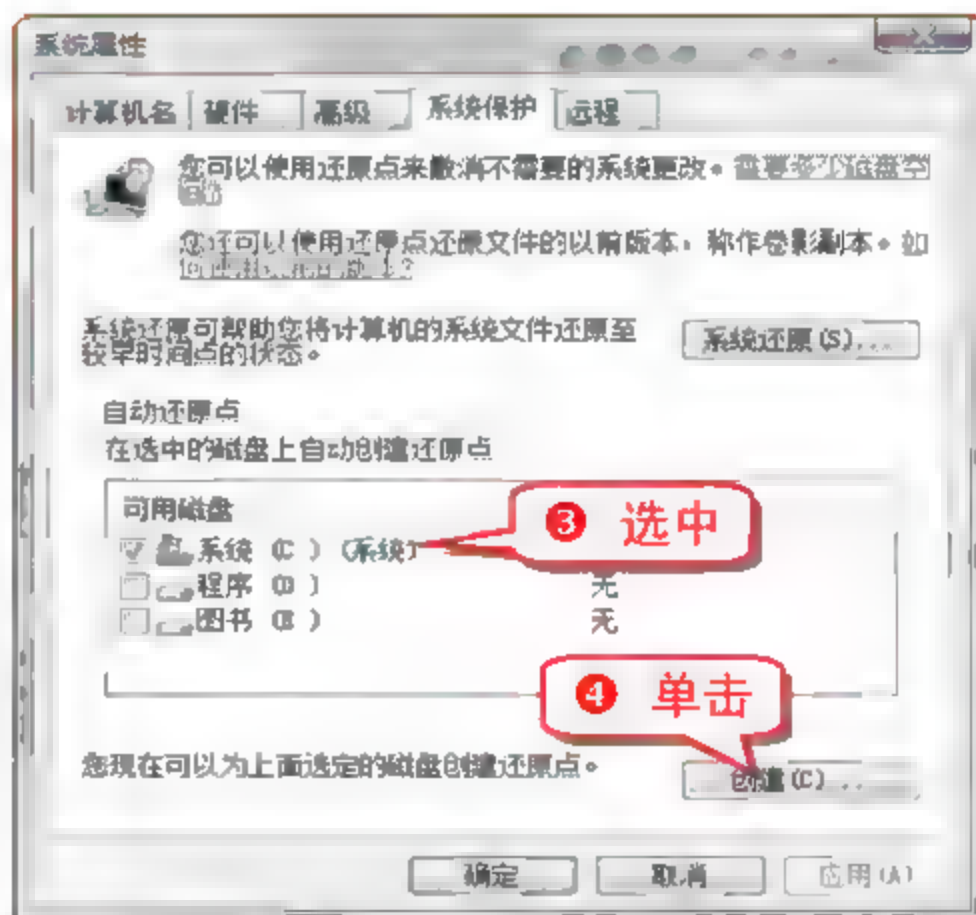 系统属性
计算机名 硬件 高级 系统保护 远程
您可以使用还原点来撤消不需要的系统更改。
您还可以使用还原点还原文件的以前版本，称作卷影副本。如
系统还原可帮助您将计算机的系统文件还原至
较早时间点的状态。
系统还原(S)...
自动还原点
在选中的磁盘上自动创建还原点
可用磁盘
系统 (C ) (系统)
③ 选中
程序 (D ) 无
图书 (E ) 无
④ 单击
您现在可以为上面选定的磁盘创建还原点。
创建(C)...
确定 取消 应用(A)